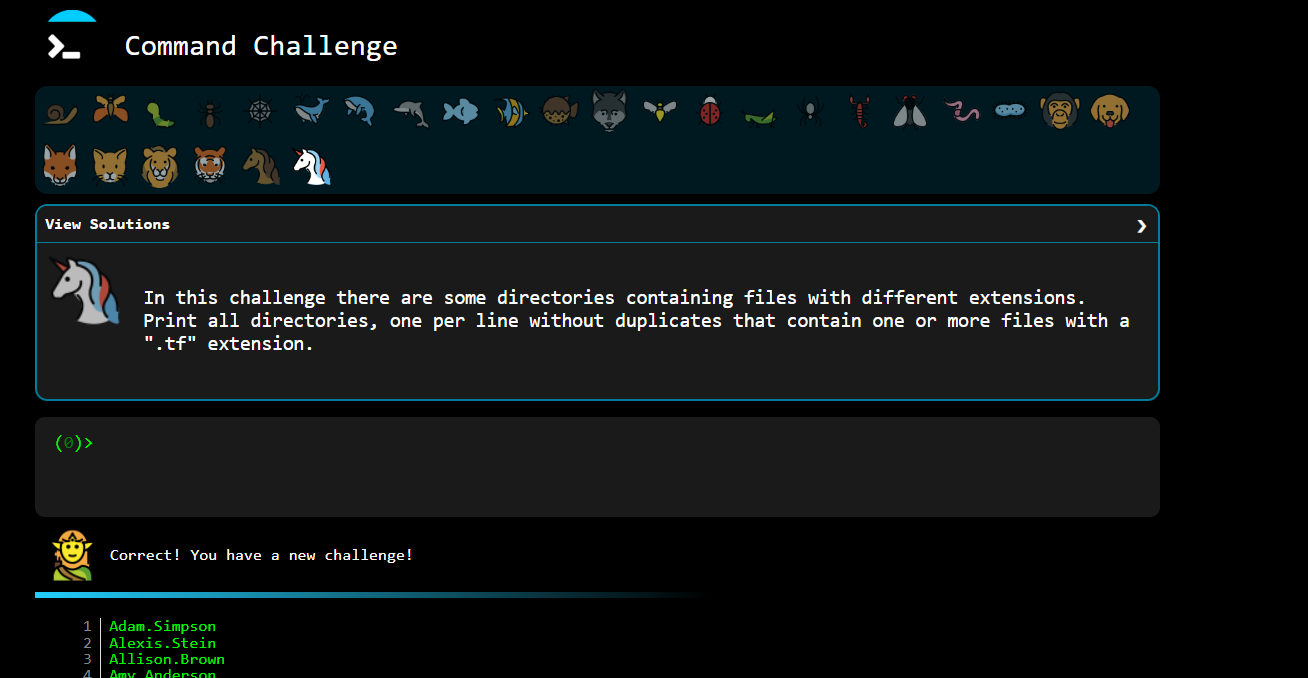 Command Challenge
View Solutions
In this challenge there are some directories containing files with different extensions.
Print all directories, one per line without duplicates that contain one or more files with a
".tf" extension.
(0)>
Correct! You have a new challenge!
1 Adam.Simpson
2 Alexis.Stein
3 Allison.Brown
4 Amy.Anderson